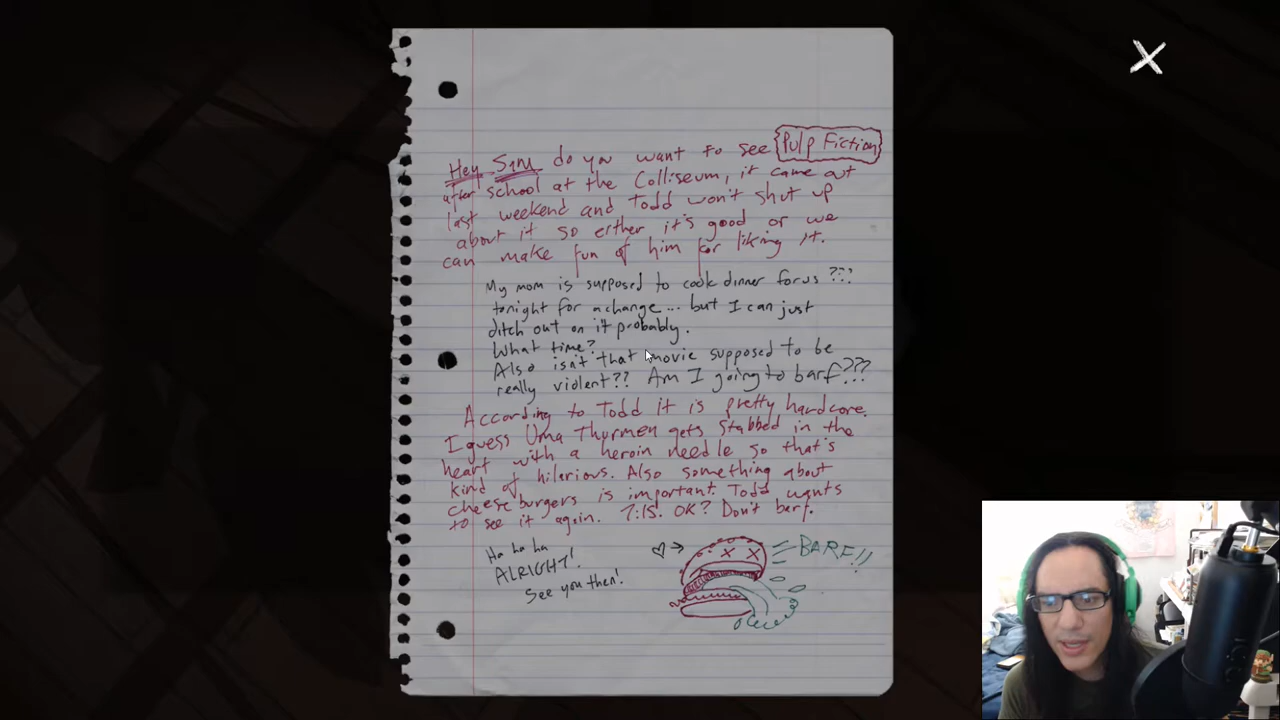 Hey Sam do you want to see Pulp Fiction
after school at the Colliseum, it came out
last weekend and Todd won't shut up
about it so either it's good or we
can make fun of him for liking it.
My mom is supposed to cook dinner for us ???
tonight for a change... but I can just
ditch out on it probably.
What time?
Also isn't that movie supposed to be
really violent?? Am I going to barf???
According to Todd it is pretty hardcore.
I guess Uma Thurmen gets stabbed in the
heart with a heroin needle so that's
kind of hilarious. Also something about
cheeseburgers is important. Todd wants
to see it again. 7:15. OK? Don't barf.
Ha ha ha
ALRIGHT!
See you then!
BARF!!